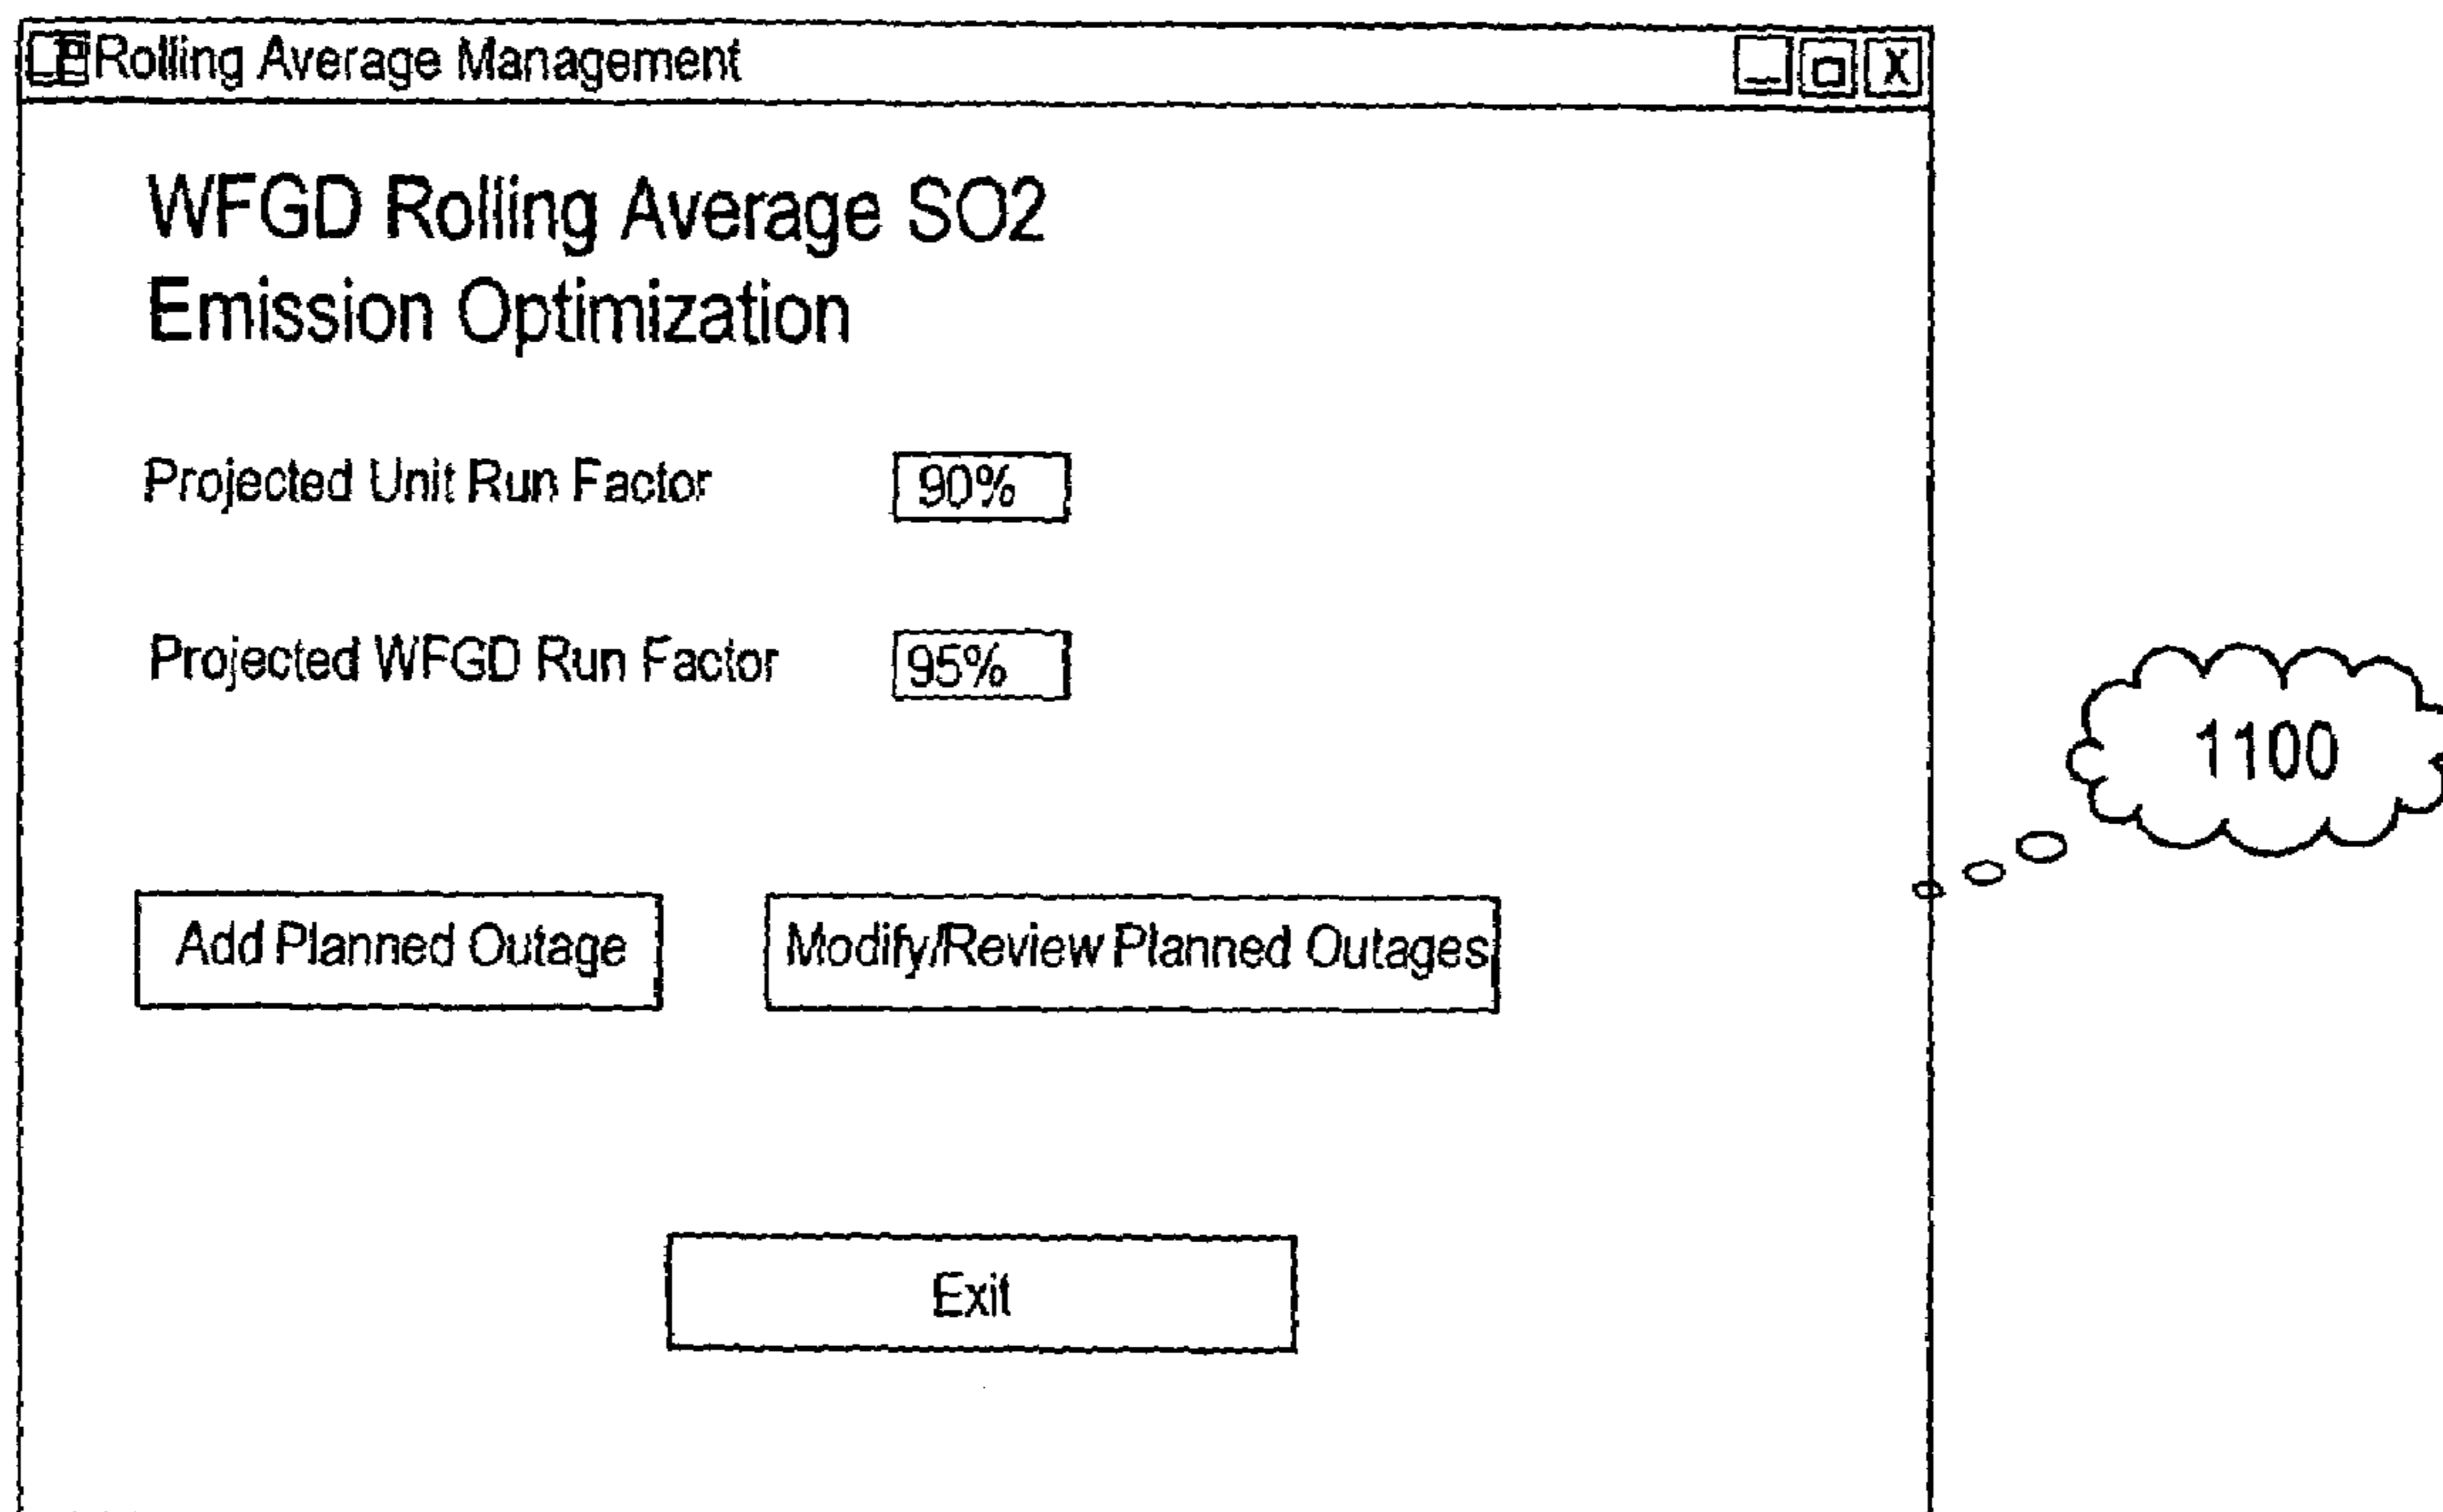 Rolling Average Management
WFGD Rolling Average SO2
Emission Optimization
Projected Unit Run Factor 90%
Projected WFGD Run Factor 95%
1100
Add Planned Outage Modify/Review Planned Outages
Exit